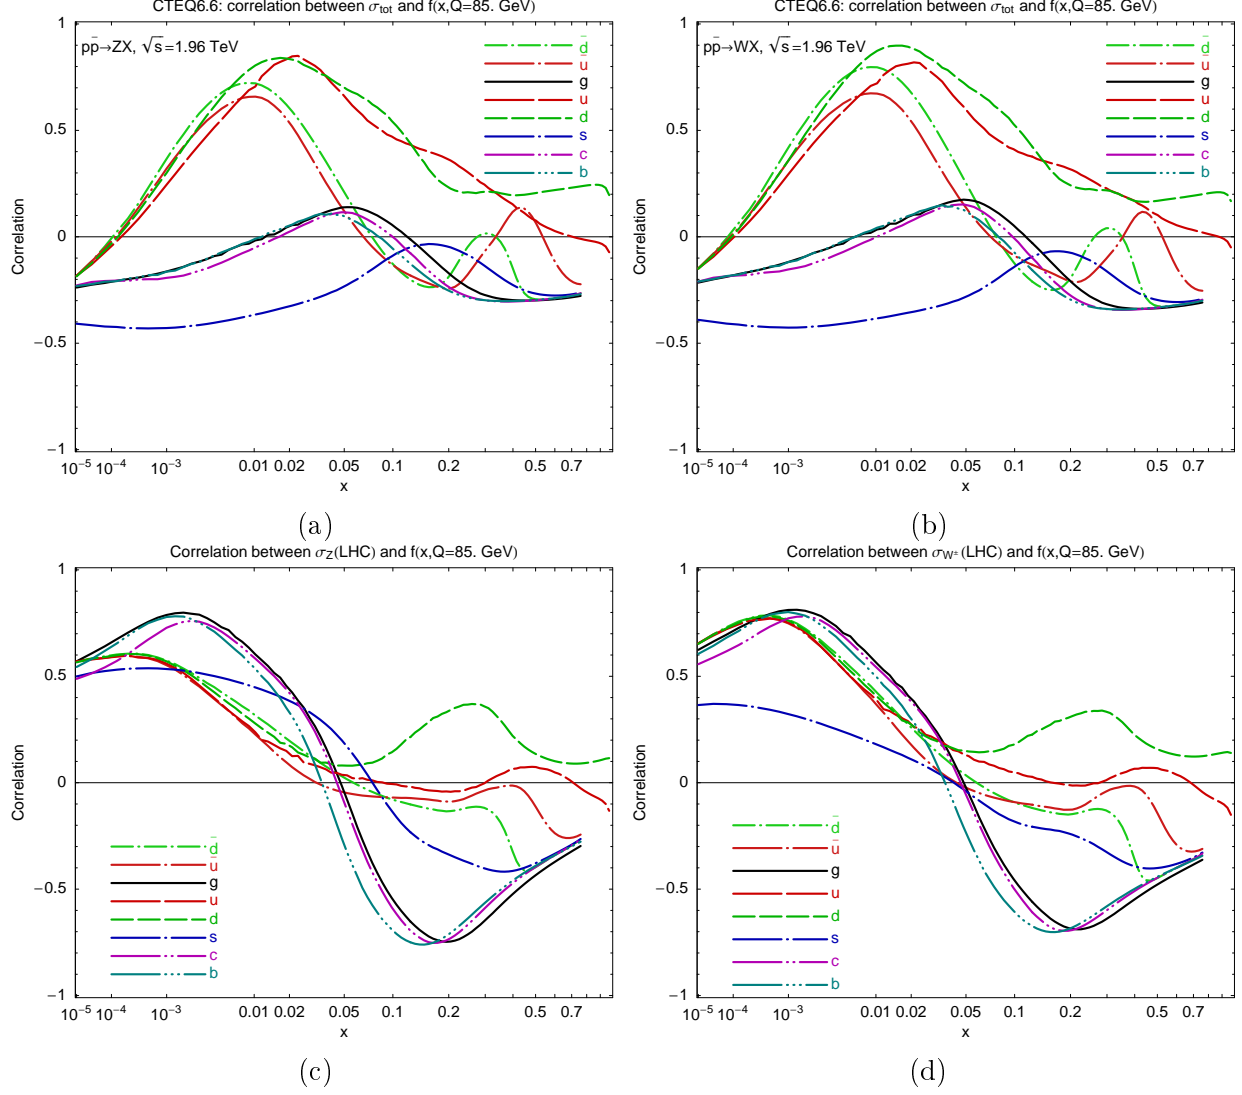 CTEQ6.6: correlation between σtot and f(x,Q=85. GeV)
pp̄→ZX, √s=1.96 TeV
d̄
ū
g
u
d
s
c
b
1
0.5
0
−0.5
−1
Correlation
10⁻⁵ 10⁻⁴ 10⁻³ 0.01 0.02 0.05 0.1 0.2 0.5 0.7
x
(a)
CTEQ6.6: correlation between σtot and f(x,Q=85. GeV)
pp̄→WX, √s=1.96 TeV
d̄
ū
g
u
d
s
c
b
1
0.5
0
−0.5
−1
Correlation
10⁻⁵ 10⁻⁴ 10⁻³ 0.01 0.02 0.05 0.1 0.2 0.5 0.7
x
(b)
Correlation between σZ(LHC) and f(x,Q=85. GeV)
1
0.5
0
−0.5
−1
Correlation
d̄
ū
g
u
d
s
c
b
10⁻⁵ 10⁻⁴ 10⁻³ 0.01 0.02 0.05 0.1 0.2 0.5 0.7
x
(c)
Correlation between σW±(LHC) and f(x,Q=85. GeV)
1
0.5
0
−0.5
−1
Correlation
d̄
ū
g
u
d
s
c
b
10⁻⁵ 10⁻⁴ 10⁻³ 0.01 0.02 0.05 0.1 0.2 0.5 0.7
x
(d)